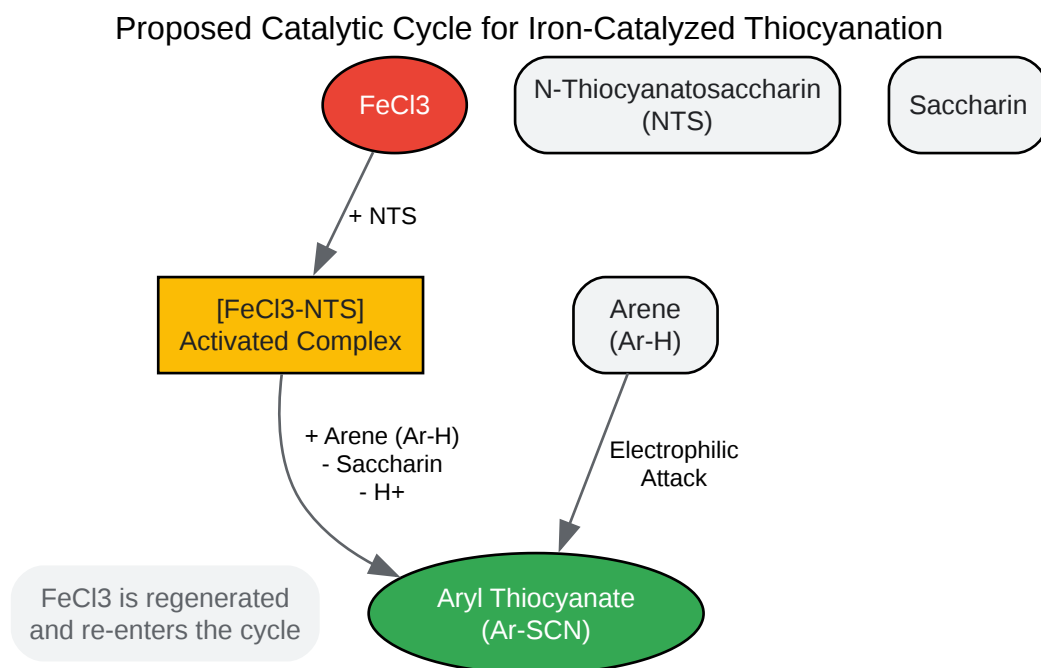 Proposed Catalytic Cycle for Iron-Catalyzed Thiocyanation
FeCl3
N-Thiocyanatosaccharin
(NTS)
Saccharin
+ NTS
[FeCl3-NTS]
Activated Complex
Arene
(Ar-H)
+ Arene (Ar-H)
- Saccharin
- H+
Electrophilic
Attack
FeCl3 is regenerated
and re-enters the cycle
Aryl Thiocyanate
(Ar-SCN)